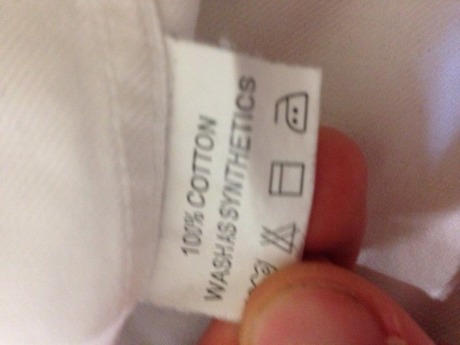 100% COTTON
WASH AS SYNTHETICS